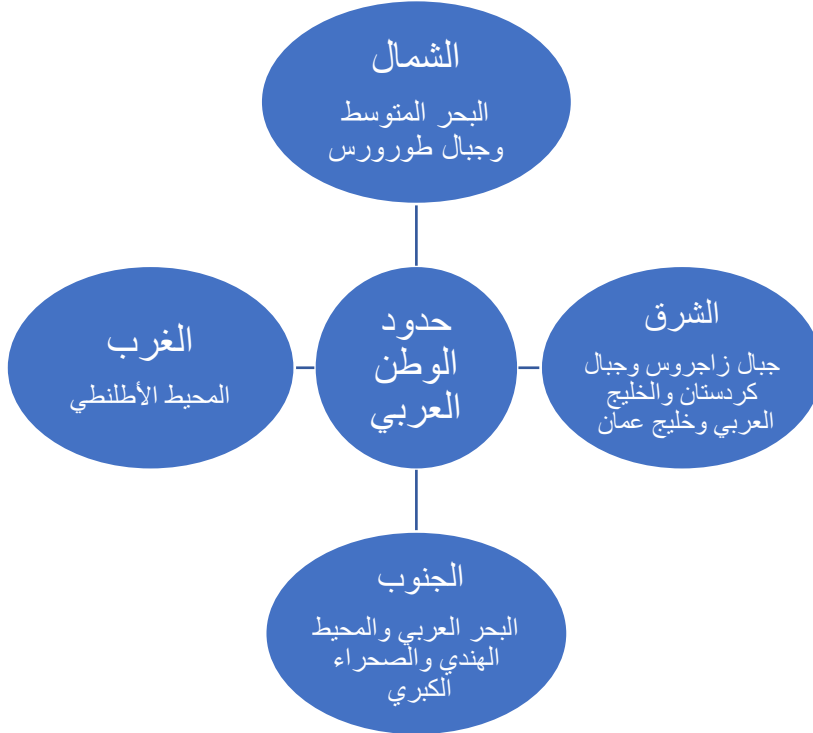 الشمال
البحر المتوسط
وجبال طورورس
الغرب
المحيط الأطلنطي
حدود
الوطن
العربي
الشرق
جبال زاجروس وجبال
كردستان والخليج
العربي وخليج عمان
الجنوب
البحر العربي والمحيط
الهندي والصحراء
الكبري